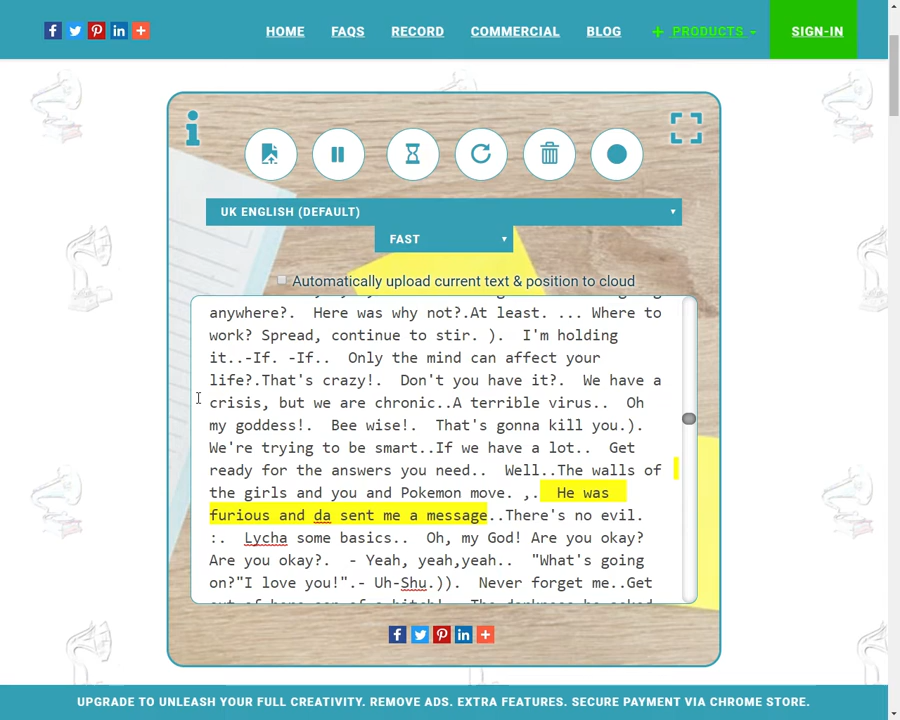 HOME FAQS RECORD COMMERCIAL BLOG + PRODUCTS SIGN-IN
UK ENGLISH (DEFAULT)
FAST
Automatically upload current text & position to cloud
anywhere?.  Here was why not?.At least. ... Where to
work? Spread, continue to stir. ).  I'm holding
it..-If. -If..  Only the mind can affect your
life?.That's crazy!.  Don't you have it?.  We have a
crisis, but we are chronic..A terrible virus..  Oh
my goddess!.  Bee wise!.  That's gonna kill you.).
We're trying to be smart..If we have a lot..  Get
ready for the answers you need..  Well..The walls of
the girls and you and Pokemon move. ,.  He was
furious and da sent me a message..There's no evil.
:.  Lycha some basics..  Oh, my God! Are you okay?
Are you okay?.  - Yeah, yeah,yeah..  "What's going
on?"I love you!".- Uh-Shu.)).  Never forget me..Get
UPGRADE TO UNLEASH YOUR FULL CREATIVITY. REMOVE ADS. EXTRA FEATURES. SECURE PAYMENT VIA CHROME STORE.